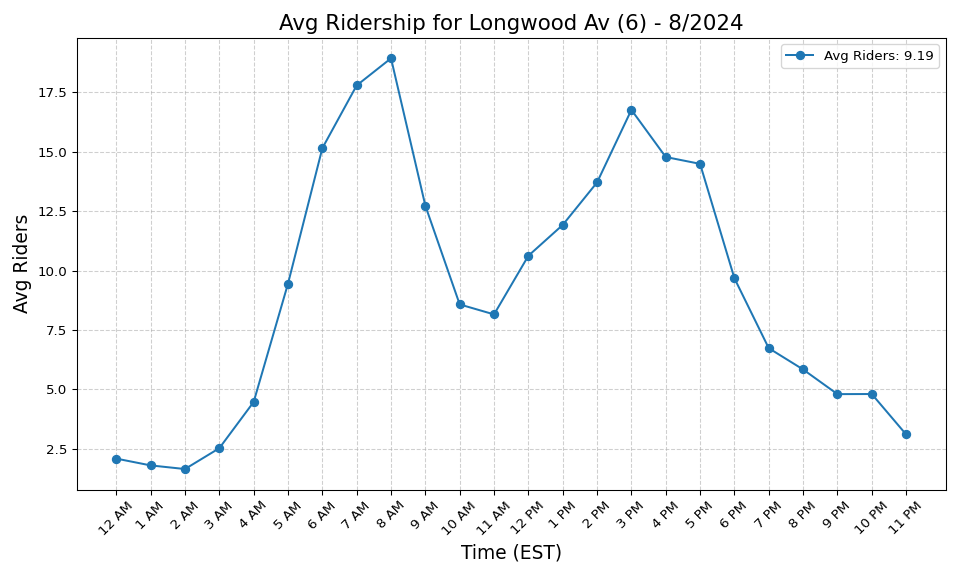 Avg Ridership for Longwood Av (6) - 8/2024
Avg Riders: 9.19
Avg Riders
17.5
15.0
12.5
10.0
7.5
5.0
2.5
12 AM
1 AM
2 AM
3 AM
4 AM
5 AM
6 AM
7 AM
8 AM
9 AM
10 AM
11 AM
12 PM
1 PM
2 PM
3 PM
4 PM
5 PM
6 PM
7 PM
8 PM
9 PM
10 PM
11 PM
Time (EST)